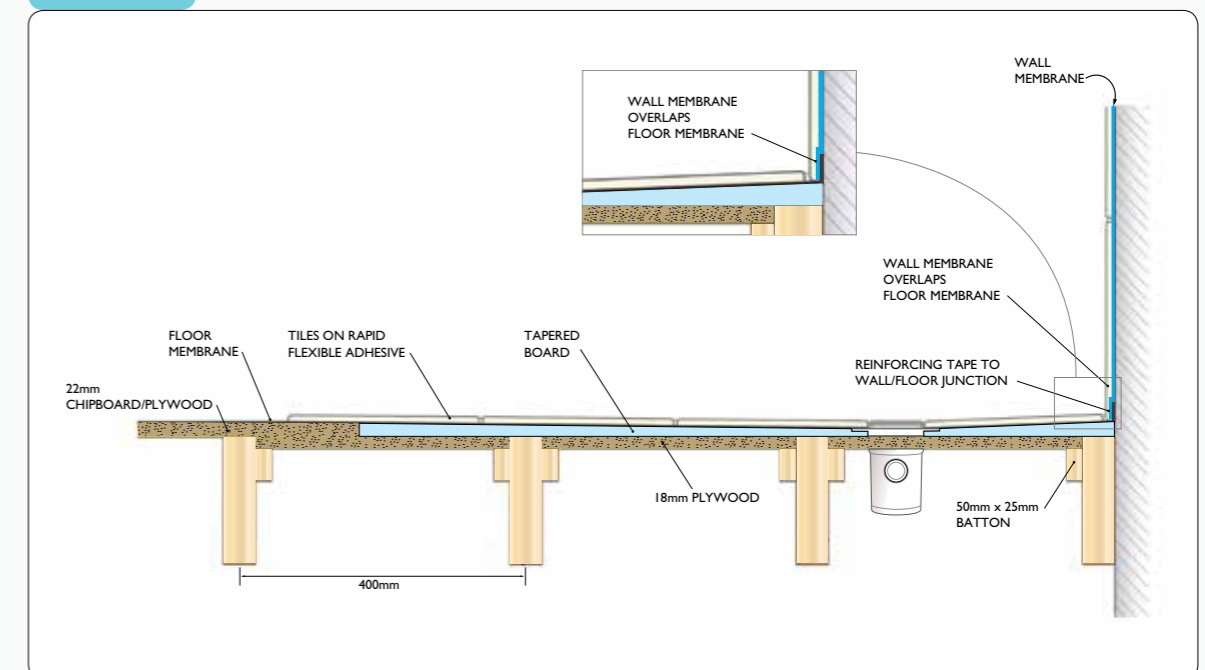 WALL
MEMBRANE
WALL MEMBRANE
OVERLAPS
FLOOR MEMBRANE
WALL MEMBRANE
OVERLAPS
FLOOR MEMBRANE
FLOOR
MEMBRANE
TILES ON RAPID
FLEXIBLE ADHESIVE
TAPERED
BOARD
REINFORCING TAPE TO
WALL/FLOOR JUNCTION
22mm
CHIPBOARD/PLYWOOD
18mm PLYWOOD
50mm x 25mm
BATTON
400mm